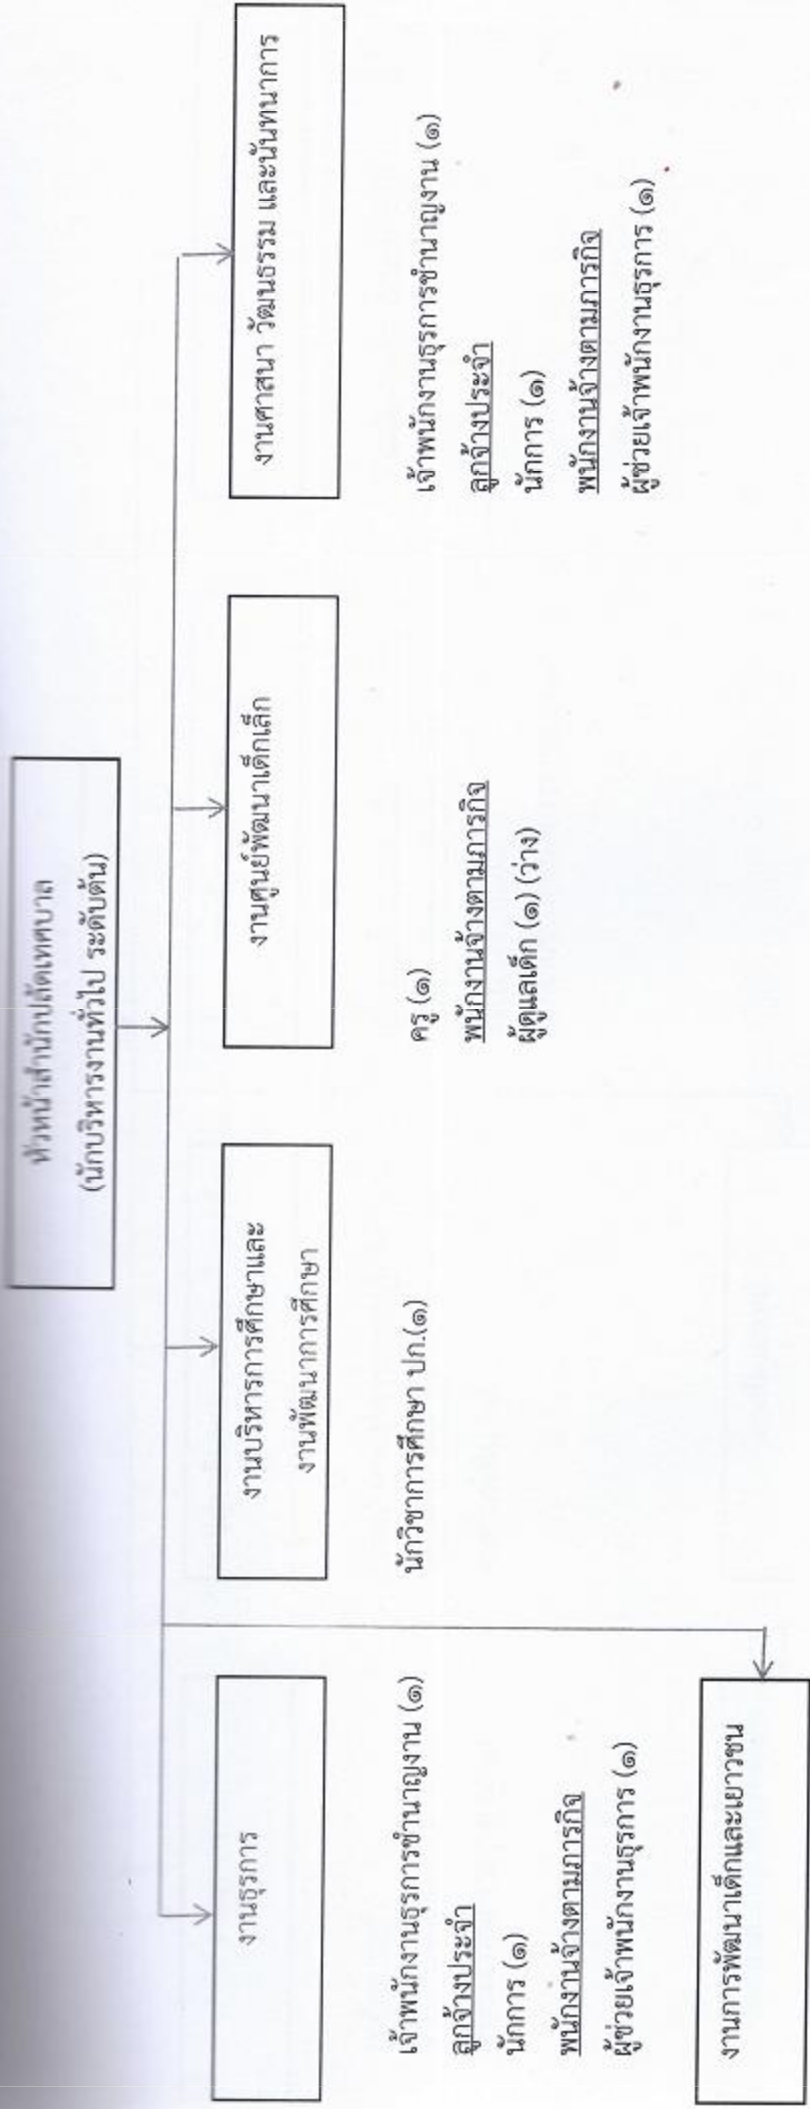 หัวหน้าสำนักปลัดเทศบาล
(นักบริหารงานทั่วไป ระดับต้น)
งานธุรการ
เจ้าพนักงานธุรการชำนาญงาน (๑)
ลูกจ้างประจำ
นักการ (๑)
พนักงานจ้างตามภารกิจ
ผู้ช่วยเจ้าพนักงานธุรการ (๑)
งานบริหารการศึกษาและ
งานพัฒนาการศึกษา
นักวิชาการศึกษา ปก.(๑)
งานศูนย์พัฒนาเด็กเล็ก
ครู (๑)
พนักงานจ้างตามภารกิจ
ผู้ดูแลเด็ก (๑) (ว่าง)
งานศาสนา วัฒนธรรม และนันทนาการ
เจ้าพนักงานธุรการชำนาญงาน (๑)
ลูกจ้างประจำ
นักการ (๑)
พนักงานจ้างตามภารกิจ
ผู้ช่วยเจ้าพนักงานธุรการ (๑)
งานการพัฒนาเด็กและเยาวชน